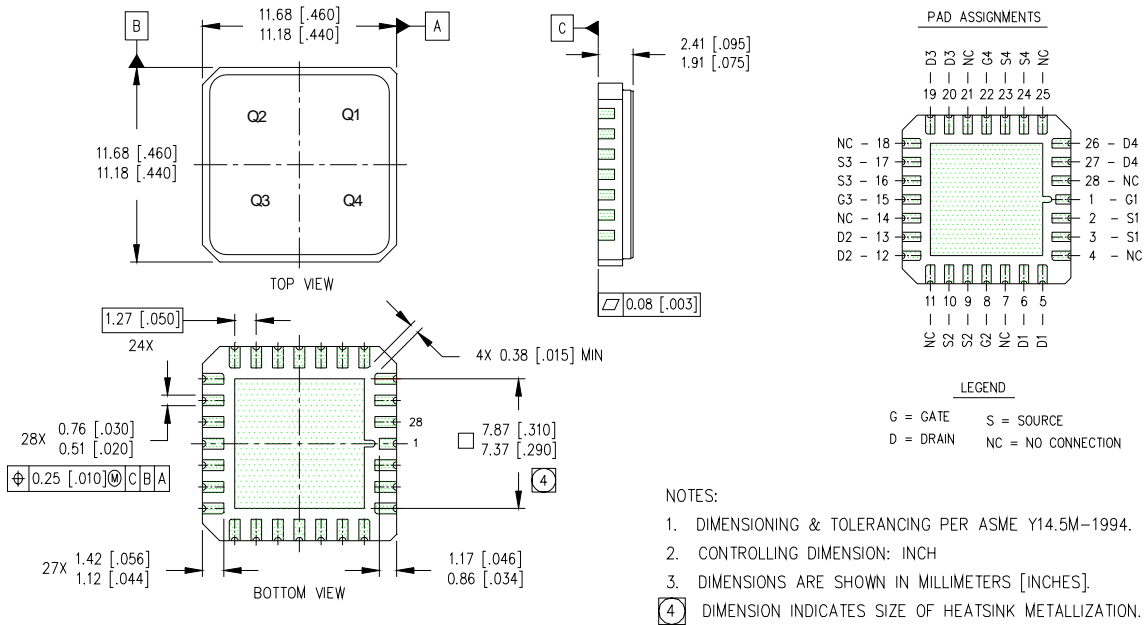 11.68 [.460]
11.18 [.440]
B
A
11.68 [.460]
11.18 [.440]
Q2
Q1
Q3
Q4
TOP VIEW
C
2.41 [.095]
1.91 [.075]
0.08 [.003]
PAD ASSIGNMENTS
D3
D3
NC
G4
S4
S4
NC
19
20
21
22
23
24
25
NC - 18
S3 - 17
S3 - 16
G3 - 15
NC - 14
D2 - 13
D2 - 12
26 - D4
27 - D4
28 - NC
1 - G1
2 - S1
3 - S1
4 - NC
11
10
9
8
7
6
5
NC
S2
S2
G2
NC
D1
D1
LEGEND
G = GATE
S = SOURCE
D = DRAIN
NC = NO CONNECTION
1.27 [.050]
24X
4X 0.38 [.015] MIN
28X 0.76 [.030]
0.51 [.020]
⌖ 0.25 [.010] Ⓜ C B A
28
1
□ 7.87 [.310]
7.37 [.290]
4
27X 1.42 [.056]
1.12 [.044]
1.17 [.046]
0.86 [.034]
BOTTOM VIEW
NOTES:
1. DIMENSIONING & TOLERANCING PER ASME Y14.5M-1994.
2. CONTROLLING DIMENSION: INCH
3. DIMENSIONS ARE SHOWN IN MILLIMETERS [INCHES].
4 DIMENSION INDICATES SIZE OF HEATSINK METALLIZATION.